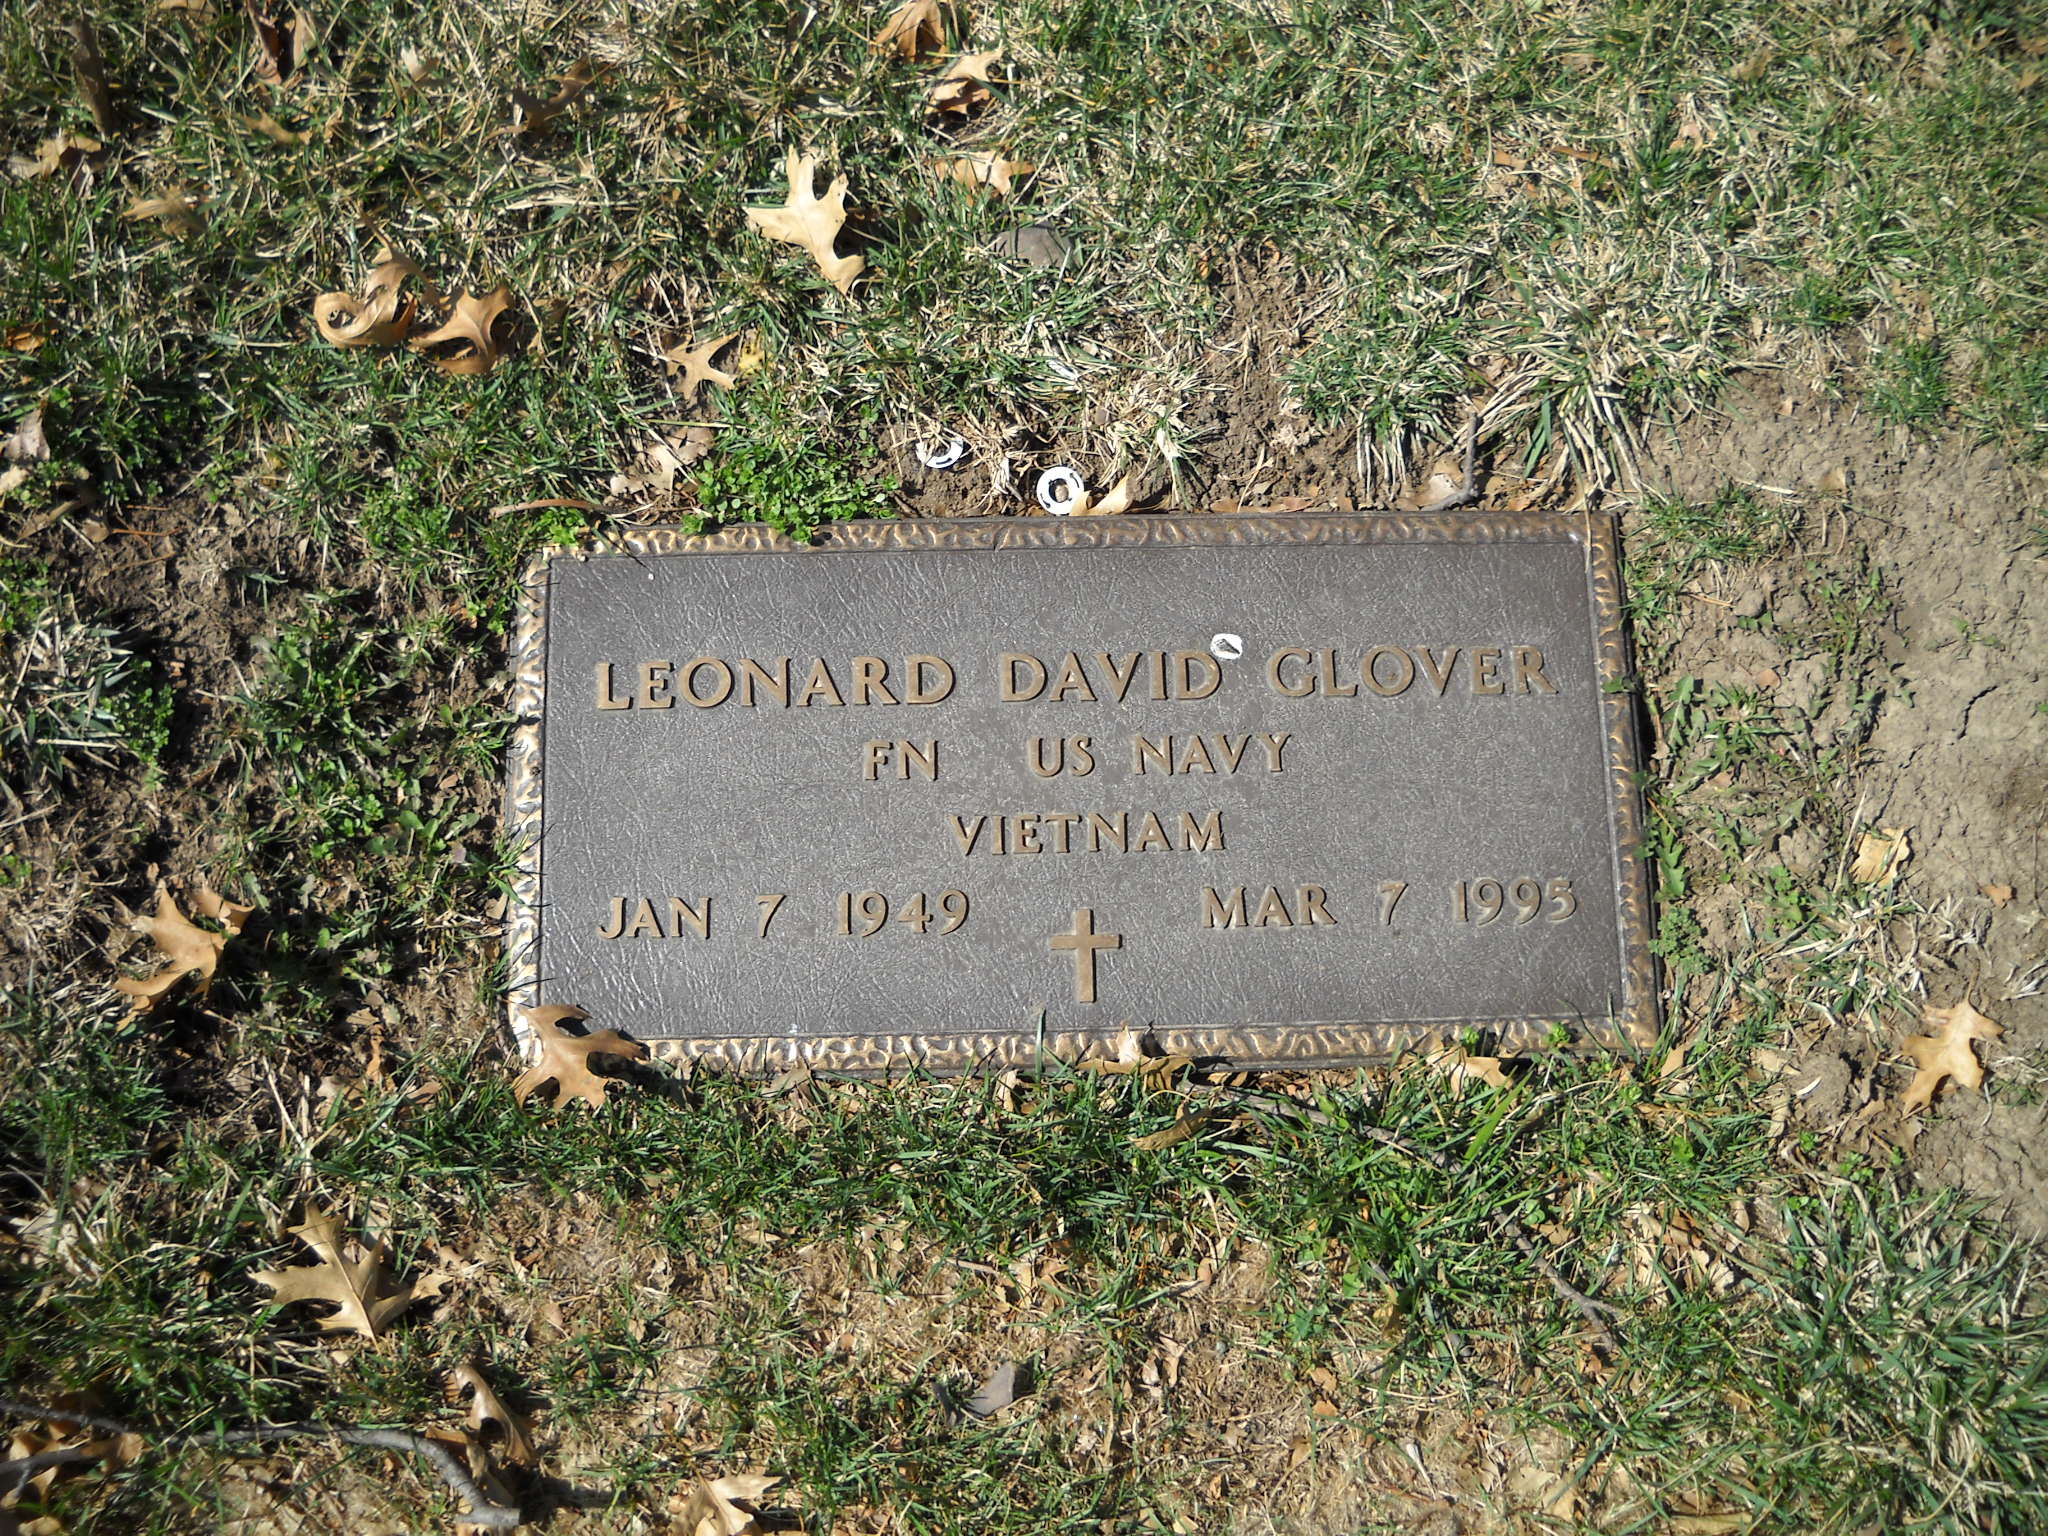 LEONARD DAVID GLOVER
FN US NAVY
VIETNAM
JAN 7 1949 MAR 7 1995